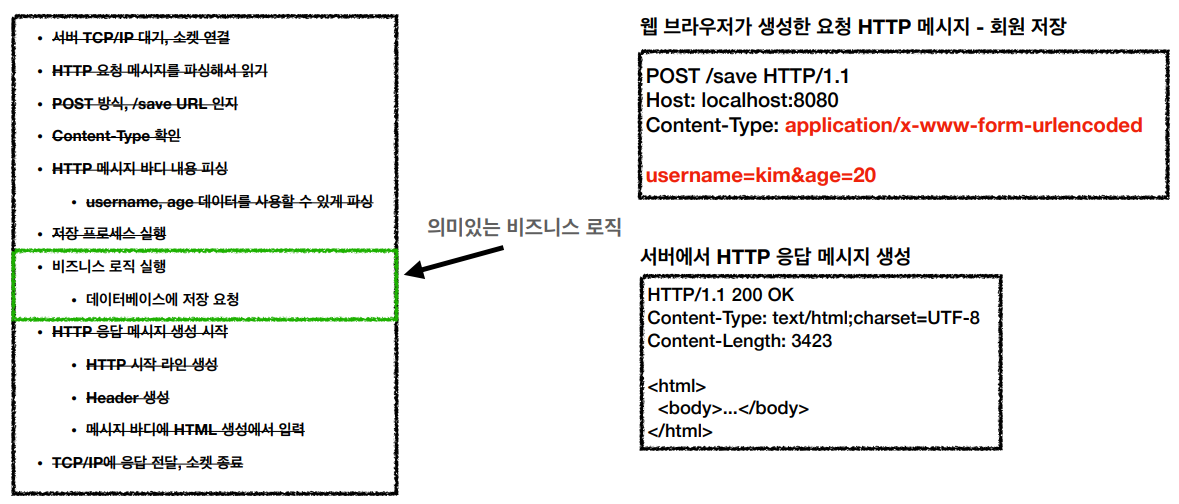 • 서버 TCP/IP 대기, 소켓 연결
• HTTP 요청 메시지를 파싱해서 읽기
• POST 방식, /save URL 인지
• Content-Type 확인
• HTTP 메시지 바디 내용 피싱
• username, age 데이터를 사용할 수 있게 파싱
• 저장 프로세스 실행
• 비즈니스 로직 실행
• 데이터베이스에 저장 요청
• HTTP 응답 메시지 생성 시작
• HTTP 시작 라인 생성
• Header 생성
• 메시지 바디에 HTML 생성에서 입력
• TCP/IP에 응답 전달, 소켓 종료
의미있는 비즈니스 로직
웹 브라우저가 생성한 요청 HTTP 메시지 - 회원 저장
POST /save HTTP/1.1
Host: localhost:8080
Content-Type: application/x-www-form-urlencoded
username=kim&age=20
서버에서 HTTP 응답 메시지 생성
HTTP/1.1 200 OK
Content-Type: text/html;charset=UTF-8
Content-Length: 3423
<html>
<body>...</body>
</html>